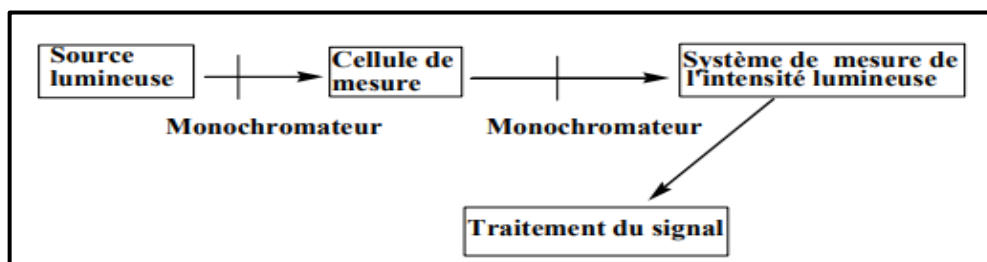 Source
lumineuse
Cellule de
mesure
Système de mesure de
l'intensité lumineuse
Monochromateur
Monochromateur
Traitement du signal